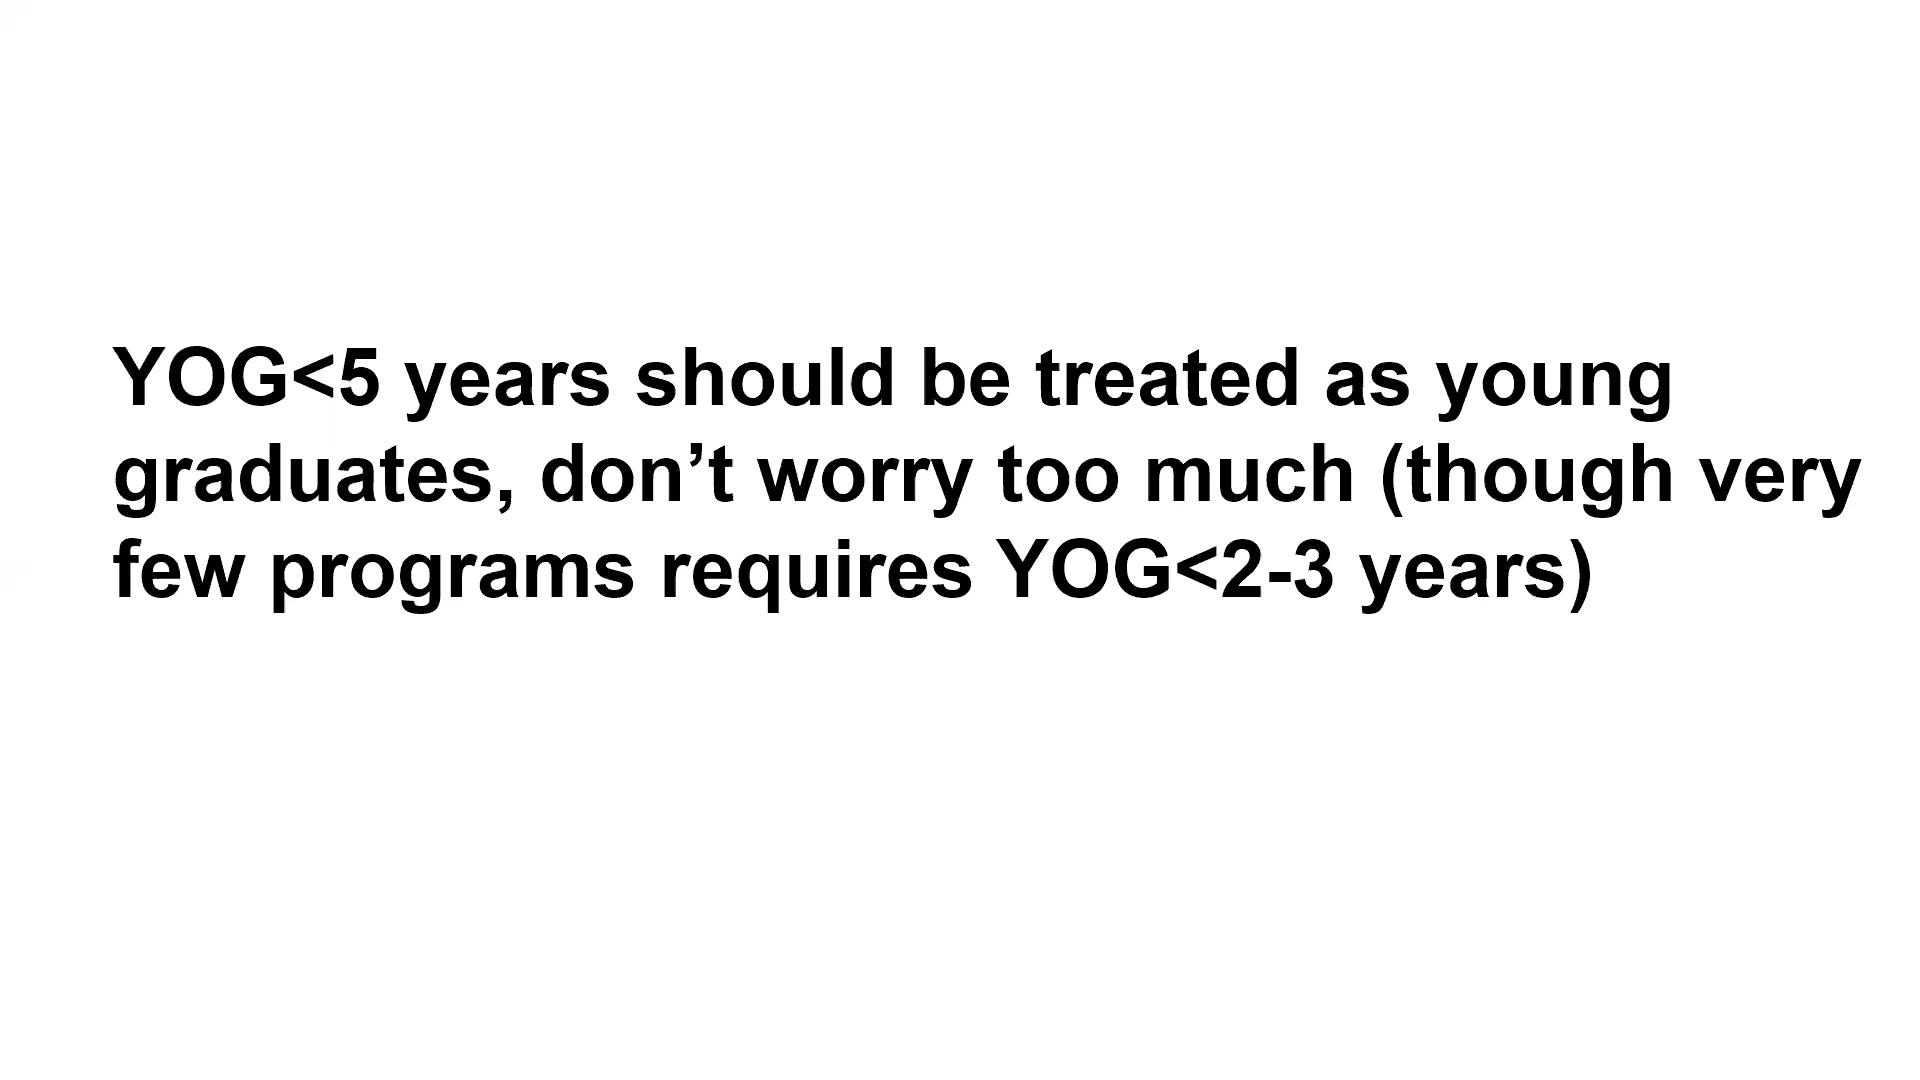 YOG<5 years should be treated as young
graduates, don’t worry too much (though very
few programs requires YOG<2-3 years)